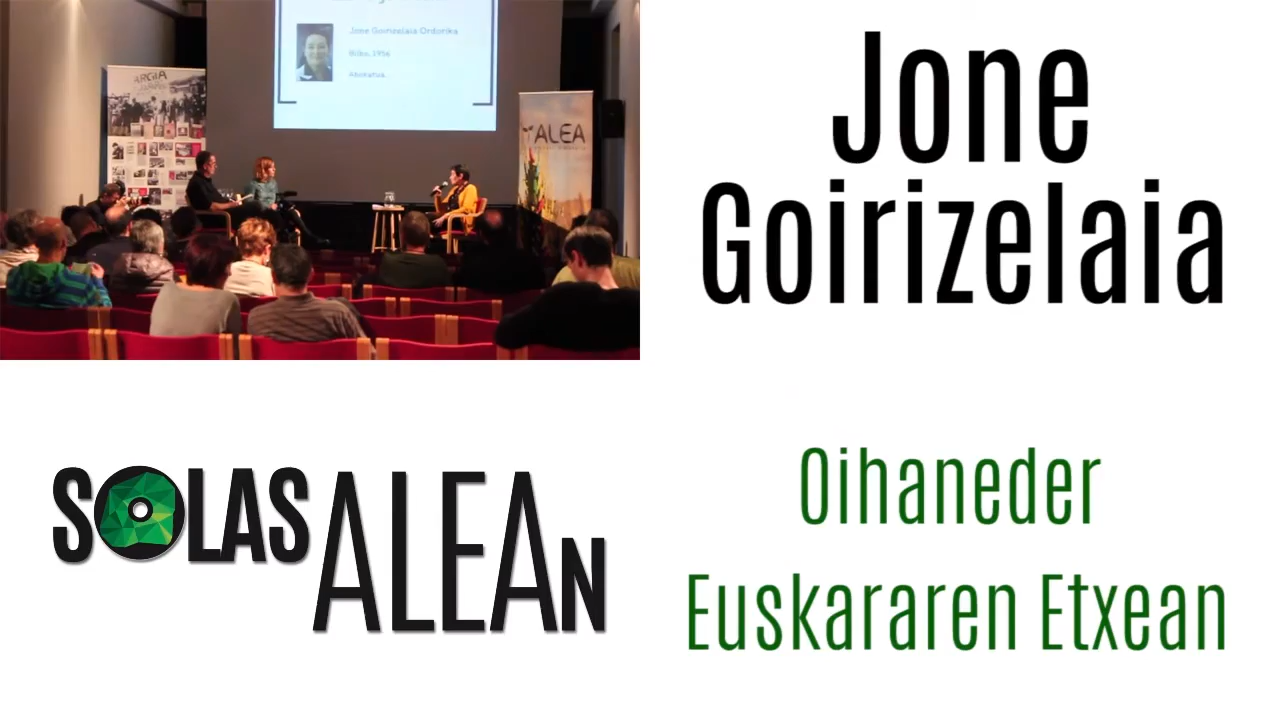 Jone Goirizelaia Ordorika
Bilbo, 1956
Abokatua.
ARGIA
ALEA
Jone
Goirizelaia
SOLAS ALEAn
Oihaneder
Euskararen Etxean